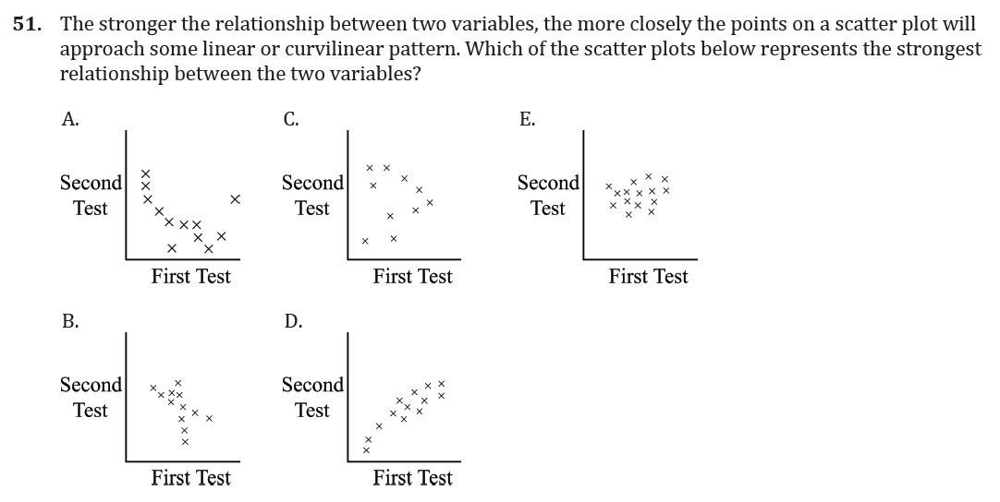 51. The stronger the relationship between two variables, the more closely the points on a scatter plot will
approach some linear or curvilinear pattern. Which of the scatter plots below represents the strongest
relationship between the two variables?
A.
Second
Test
First Test
C.
Second
Test
First Test
E.
Second
Test
First Test
B.
Second
Test
First Test
D.
Second
Test
First Test